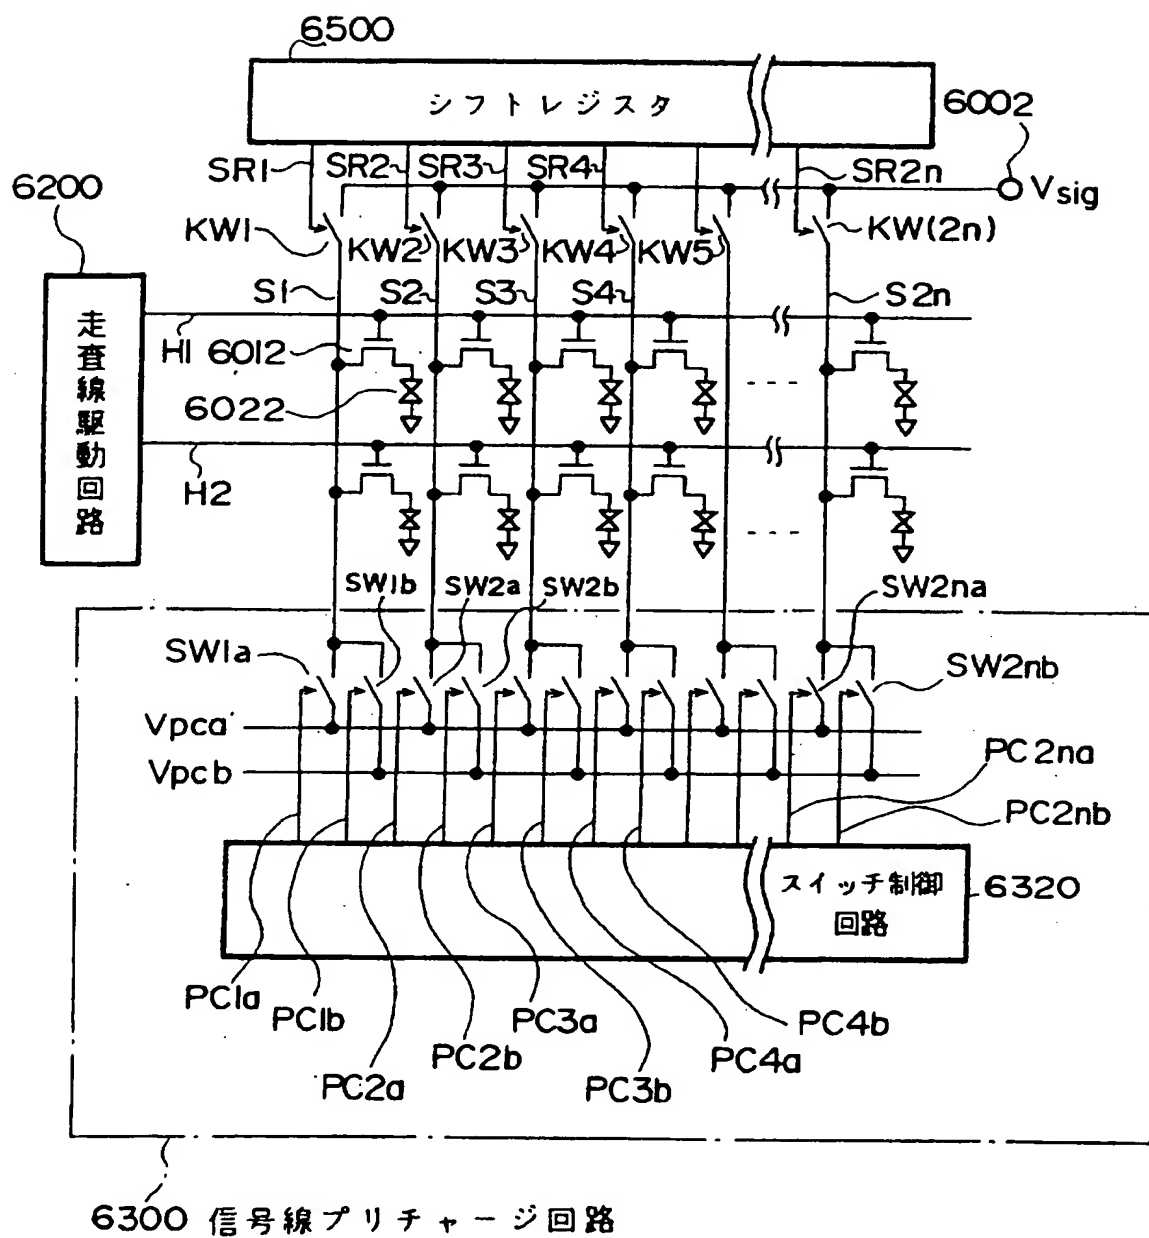 6500
シフトレジスタ
6002
SR1
SR2
SR3
SR4
SR2n
Vsig
6200
KW1
KW2
KW3
KW4
KW5
KW(2n)
走査線駆動回路
S1
S2
S3
S4
S2n
H1
6012
6022
H2
SW1b
SW2a
SW2b
SW2na
SW1a
SW2nb
Vpca
Vpcb
PC2na
PC2nb
スイッチ制御
回路
6320
PC1a
PC1b
PC2a
PC2b
PC3a
PC3b
PC4a
PC4b
6300 信号線プリチャージ回路